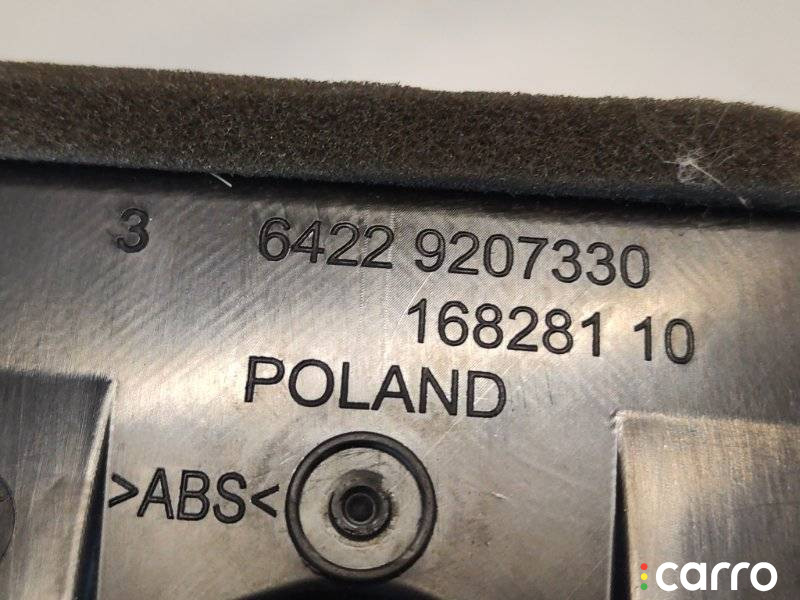 3 6422 9207330
168281 10
POLAND
>ABS<
carro